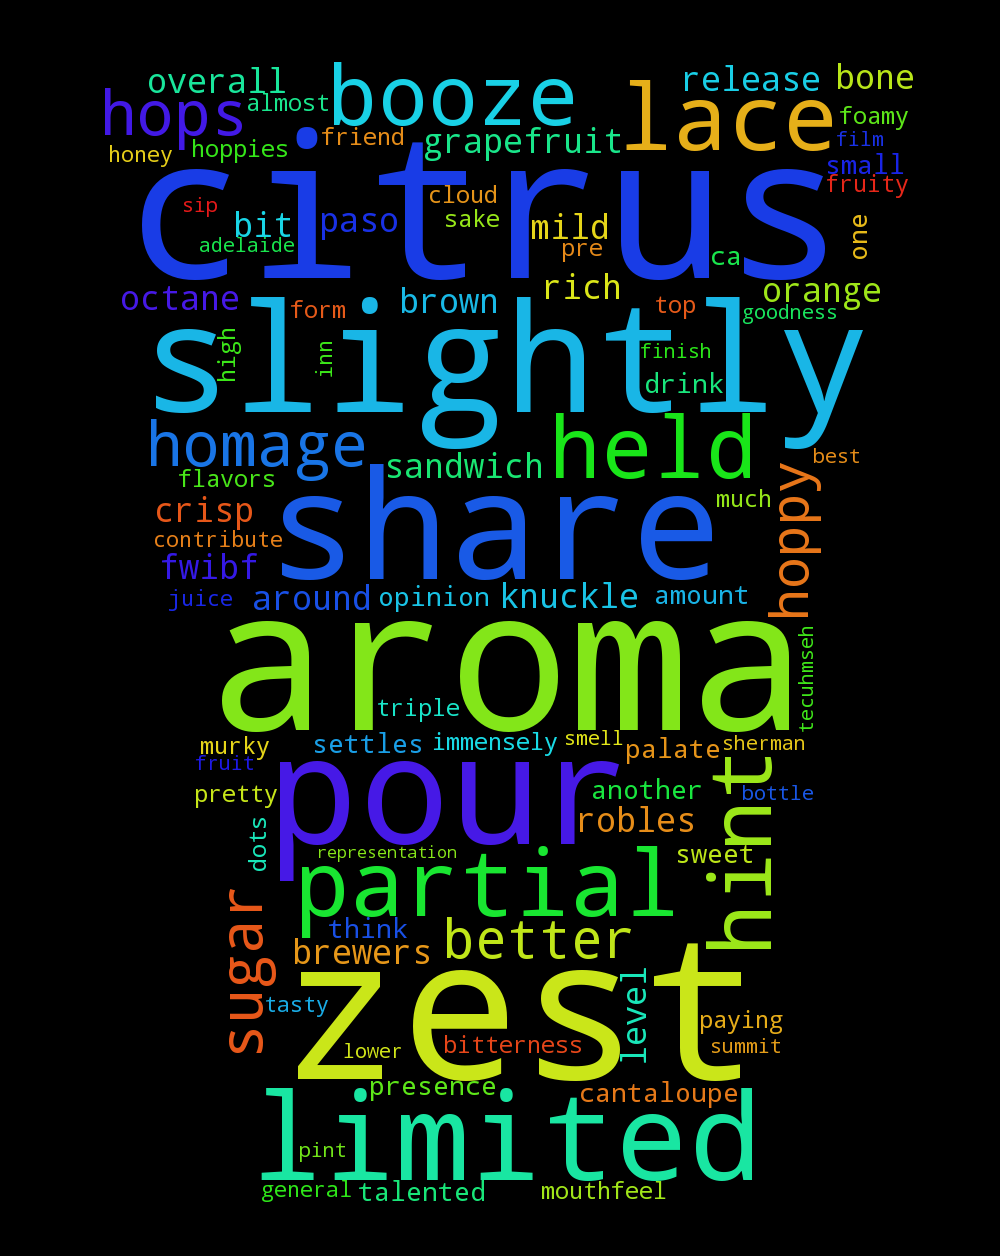 overall
booze
release
bone
hops
almost
lace
foamy
friend
grapefruit
film
honey
hoppies
small
citrus
fruity
sip
cloud
bit
paso
sake
mild
one
adelaide
pre
ca
octane
form
brown
rich
top
orange
goodness
slightly
high
inn
finish
drink
homage
sandwich
held
best
flavors
share
much
hoppy
crisp
contribute
fwibf
juice
around
opinion
knuckle
amount
aroma
tecuhmseh
triple
murky
settles
immensely
smell
palate
sherman
fruit
pour
hint
pretty
another
bottle
robles
dots
representation
sweet
partial
sugar
think
brewers
better
zest
level
tasty
paying
lower
bitterness
summit
presence
cantaloupe
limited
pint
general
talented
mouthfeel